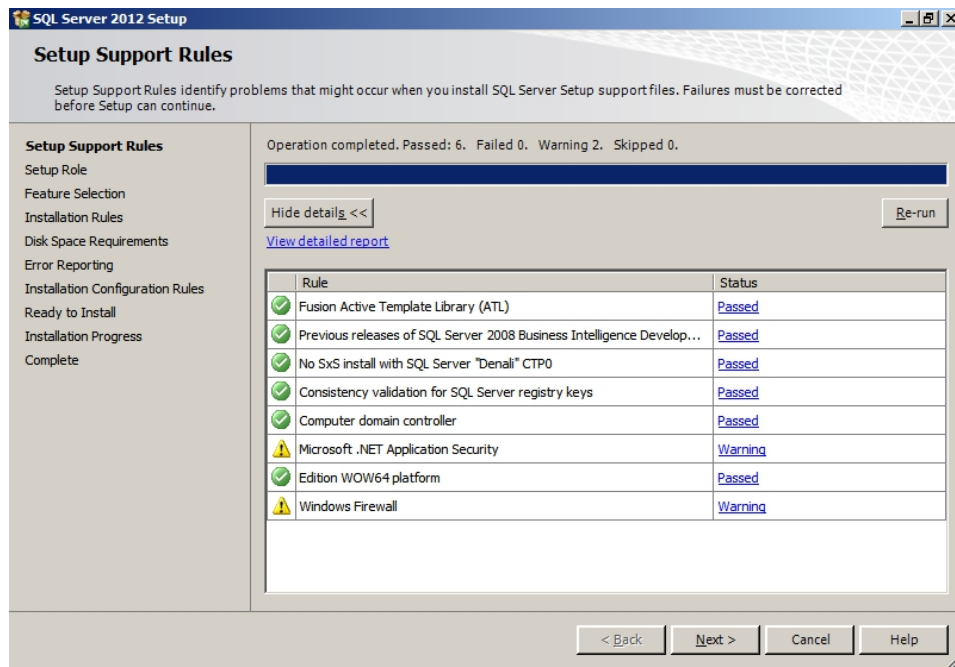 SQL Server 2012 Setup
Setup Support Rules
Setup Support Rules identify problems that might occur when you install SQL Server Setup support files. Failures must be corrected
before Setup can continue.
Setup Support Rules
Setup Role
Feature Selection
Installation Rules
Disk Space Requirements
Error Reporting
Installation Configuration Rules
Ready to Install
Installation Progress
Complete
Operation completed. Passed: 6. Failed 0. Warning 2. Skipped 0.
Hide details << Re-run
View detailed report
Rule Status
Fusion Active Template Library (ATL) Passed
Previous releases of SQL Server 2008 Business Intelligence Develop... Passed
No SxS install with SQL Server "Denali" CTP0 Passed
Consistency validation for SQL Server registry keys Passed
Computer domain controller Passed
Microsoft .NET Application Security Warning
Edition WOW64 platform Passed
Windows Firewall Warning
< Back Next > Cancel Help